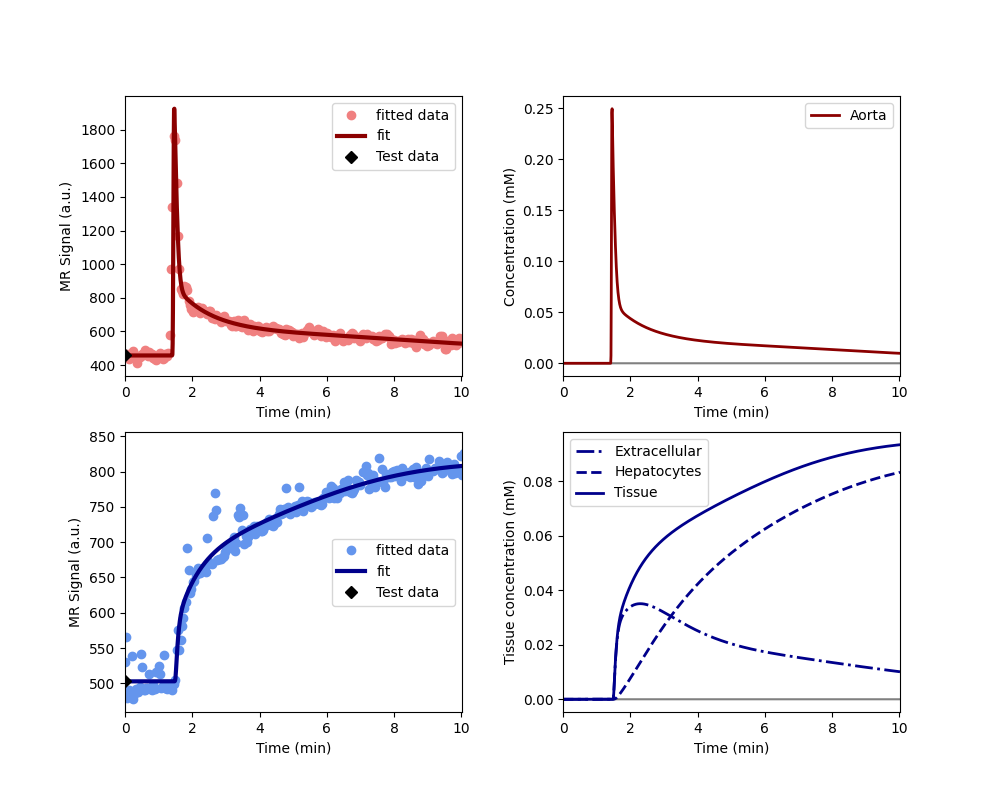 MR Signal (a.u.)
1800
1600
1400
1200
1000
800
600
400
fitted data
fit
Test data
0 2 4 6 8 10
Time (min)
Concentration (mM)
0.25
0.20
0.15
0.10
0.05
0.00
Aorta
0 2 4 6 8 10
Time (min)
MR Signal (a.u.)
850
800
750
700
650
600
550
500
fitted data
fit
Test data
0 2 4 6 8 10
Time (min)
Tissue concentration (mM)
0.08
0.06
0.04
0.02
0.00
Extracellular
Hepatocytes
Tissue
0 2 4 6 8 10
Time (min)